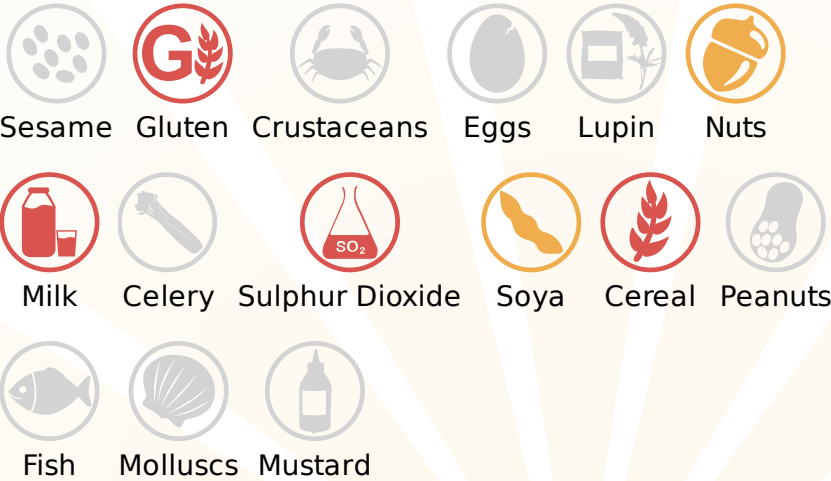 G
Sesame Gluten Crustaceans Eggs Lupin Nuts
SO₂
Milk Celery Sulphur Dioxide Soya Cereal Peanuts
Fish Molluscs Mustard